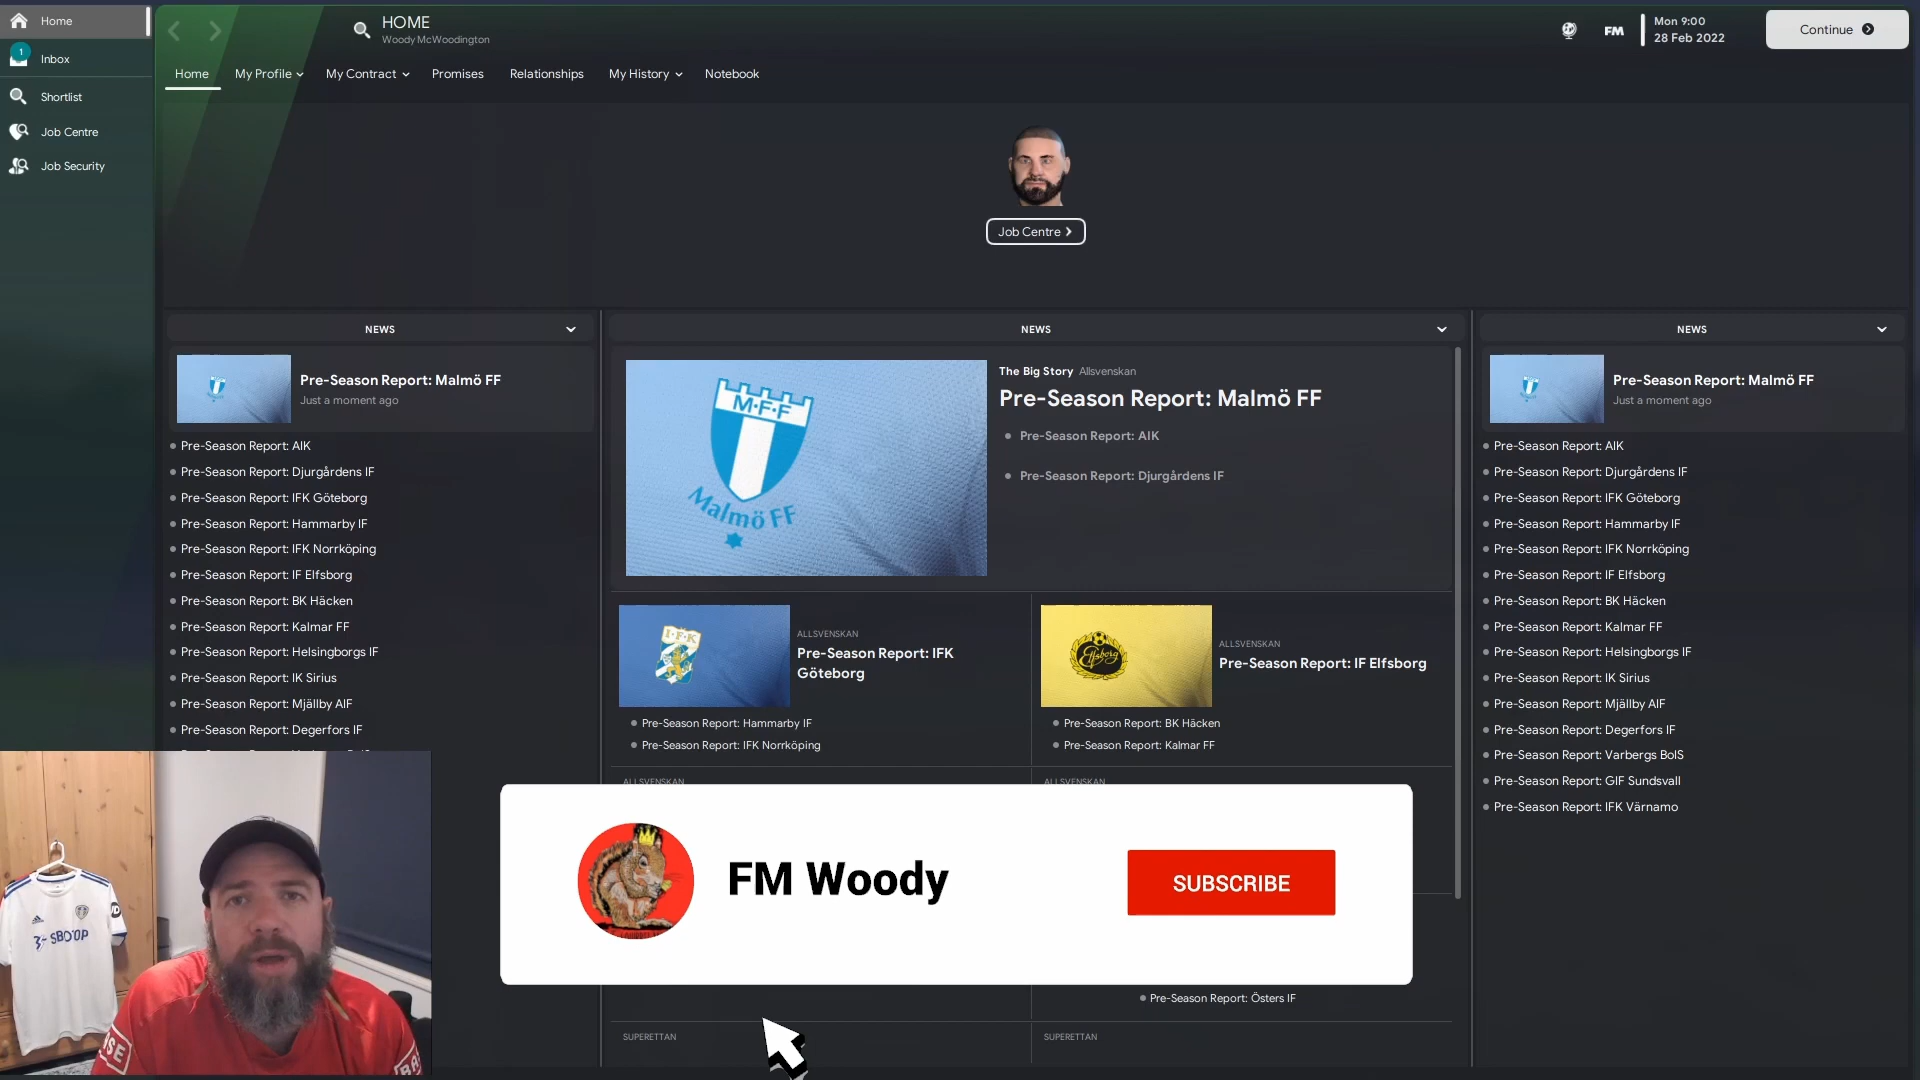 Home
1
Inbox
Shortlist
Job Centre
Job Security
HOME
Woody McWoodington
FM
Mon 9:00
28 Feb 2022
Continue
Home
My Profile
My Contract
Promises
Relationships
My History
Notebook
Job Centre
NEWS
Pre-Season Report: Malmö FF
Just a moment ago
Pre-Season Report: AIK
Pre-Season Report: Djurgårdens IF
Pre-Season Report: IFK Göteborg
Pre-Season Report: Hammarby IF
Pre-Season Report: IFK Norrköping
Pre-Season Report: IF Elfsborg
Pre-Season Report: BK Häcken
Pre-Season Report: Kalmar FF
Pre-Season Report: Helsingborgs IF
Pre-Season Report: IK Sirius
Pre-Season Report: Mjällby AIF
Pre-Season Report: Degerfors IF
NEWS
M·F·F
Malmö FF
The Big Story Allsvenskan
Pre-Season Report: Malmö FF
Pre-Season Report: AIK
Pre-Season Report: Djurgårdens IF
I.F.K
ALLSVENSKAN
Pre-Season Report: IFK
Göteborg
Pre-Season Report: Hammarby IF
Pre-Season Report: IFK Norrköping
Elfsborg
ALLSVENSKAN
Pre-Season Report: IF Elfsborg
Pre-Season Report: BK Häcken
Pre-Season Report: Kalmar FF
ALLSVENSKAN
ALLSVENSKAN
FM Woody
SUBSCRIBE
Pre-Season Report: Östers IF
SUPERETTAN
SUPERETTAN
NEWS
Pre-Season Report: Malmö FF
Just a moment ago
Pre-Season Report: AIK
Pre-Season Report: Djurgårdens IF
Pre-Season Report: IFK Göteborg
Pre-Season Report: Hammarby IF
Pre-Season Report: IFK Norrköping
Pre-Season Report: IF Elfsborg
Pre-Season Report: BK Häcken
Pre-Season Report: Kalmar FF
Pre-Season Report: Helsingborgs IF
Pre-Season Report: IK Sirius
Pre-Season Report: Mjällby AIF
Pre-Season Report: Degerfors IF
Pre-Season Report: Varbergs BoIS
Pre-Season Report: GIF Sundsvall
Pre-Season Report: IFK Värnamo
SBOTOP